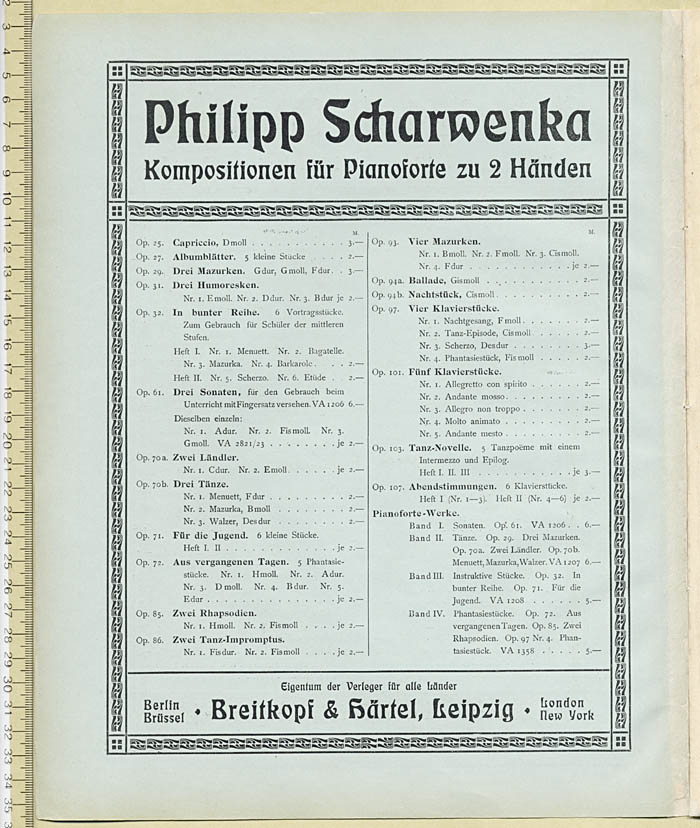 Philipp Scharwenka
Kompositionen für Pianoforte zu 2 Händen
M.
Op. 25. Capriccio, Dmoll . . . . . . . . . . 3.—
Op. 27. Albumblätter. 5 kleine Stücke . . . . 2.—
Op. 29. Drei Mazurken. Gdur, Gmoll, Fdur. . 3.—
Op. 31. Drei Humoresken.
Nr. 1. Emoll. Nr. 2. Ddur. Nr. 3. Bdur je 2.—
Op. 32. In bunter Reihe. 6 Vortragsstücke.
Zum Gebrauch für Schüler der mittleren
Stufen.
Heft I. Nr. 1. Menuett. Nr. 2. Bagatelle.
Nr. 3. Mazurka. Nr. 4. Barkarole . . . 2.—
Heft II. Nr. 5. Scherzo. Nr. 6. Etüde . . 2.—
Op. 61. Drei Sonaten, für den Gebrauch beim
Unterricht mit Fingersatz versehen. VA 1206 6.—
Dieselben einzeln:
Nr. 1. Adur. Nr. 2. Fismoll. Nr. 3.
Gmoll. VA 2821/23 . . . . . . . . je 2.—
Op. 70a. Zwei Ländler.
Nr. 1. Cdur. Nr. 2. Emoll . . . . . je 2.—
Op. 70b. Drei Tänze.
Nr. 1. Menuett, Fdur . . . . . . . . . 2.—
Nr. 2. Mazurka, Bmoll . . . . . . . . 2.—
Nr. 3. Walzer, Desdur . . . . . . . . 2.—
Op. 71. Für die Jugend. 6 kleine Stücke.
Heft I. II . . . . . . . . . . . . je 2.—
Op. 72. Aus vergangenen Tagen. 5 Phantasie-
stücke. Nr. 1. Hmoll. Nr. 2. Adur.
Nr. 3. Dmoll. Nr. 4. Bdur. Nr. 5.
Edur . . . . . . . . . . . . . . je 2.—
Op. 85. Zwei Rhapsodien.
Nr. 1. Hmoll. Nr. 2. Fismoll . . . . je 2.—
Op. 86. Zwei Tanz-Impromptus.
Nr. 1. Fisdur. Nr. 2. Fismoll . . . . je 2.—
M.
Op. 93. Vier Mazurken.
Nr. 1. Bmoll. Nr. 2. Fmoll. Nr. 3. Cismoll.
Nr. 4. Fdur . . . . . . . . . . . je 2.—
Op. 94a. Ballade, Gismoll . . . . . . . . . 2.—
Op. 94b. Nachtstück, Cismoll . . . . . . . . 2.—
Op. 97. Vier Klavierstücke.
Nr. 1. Nachtgesang, Fmoll . . . . . . . 2.—
Nr. 2. Tanz-Episode, Cismoll . . . . . . 2.—
Nr. 3. Scherzo, Desdur . . . . . . . . 3.—
Nr. 4. Phantasiestück, Fismoll . . . . . 2.—
Op. 101. Fünf Klavierstücke.
Nr. 1. Allegretto con spirito . . . . . . 2.—
Nr. 2. Andante mosso . . . . . . . . . 2.—
Nr. 3. Allegro non troppo . . . . . . . 2.—
Nr. 4. Molto animato . . . . . . . . . 2.—
Nr. 5. Andante mesto . . . . . . . . . 2.—
Op. 103. Tanz-Novelle. 5 Tanzpoëme mit einem
Intermezzo und Epilog.
Heft I. II. III . . . . . . . . . . je 3.—
Op. 107. Abendstimmungen. 6 Klavierstücke.
Heft I (Nr. 1—3). Heft II (Nr. 4—6) je 2.—
Pianoforte-Werke.
Band I. Sonaten. Op. 61. VA 1206 . . 6.—
Band II. Tänze. Op. 29. Drei Mazurken.
Op. 70a. Zwei Ländler. Op. 70b.
Menuett, Mazurka, Walzer. VA 1207 6.—
Band III. Instruktive Stücke. Op. 32. In
bunter Reihe. Op. 71. Für die
Jugend. VA 1208 . . . . . . . 5.—
Band IV. Phantasiestücke. Op. 72. Aus
vergangenen Tagen. Op. 85. Zwei
Rhapsodien. Op. 97 Nr. 4. Phan-
tasiestück. VA 1358 . . . . . 5.—
Eigentum der Verleger für alle Länder
Berlin
Brüssel
• Breitkopf & Härtel, Leipzig •
London
New York